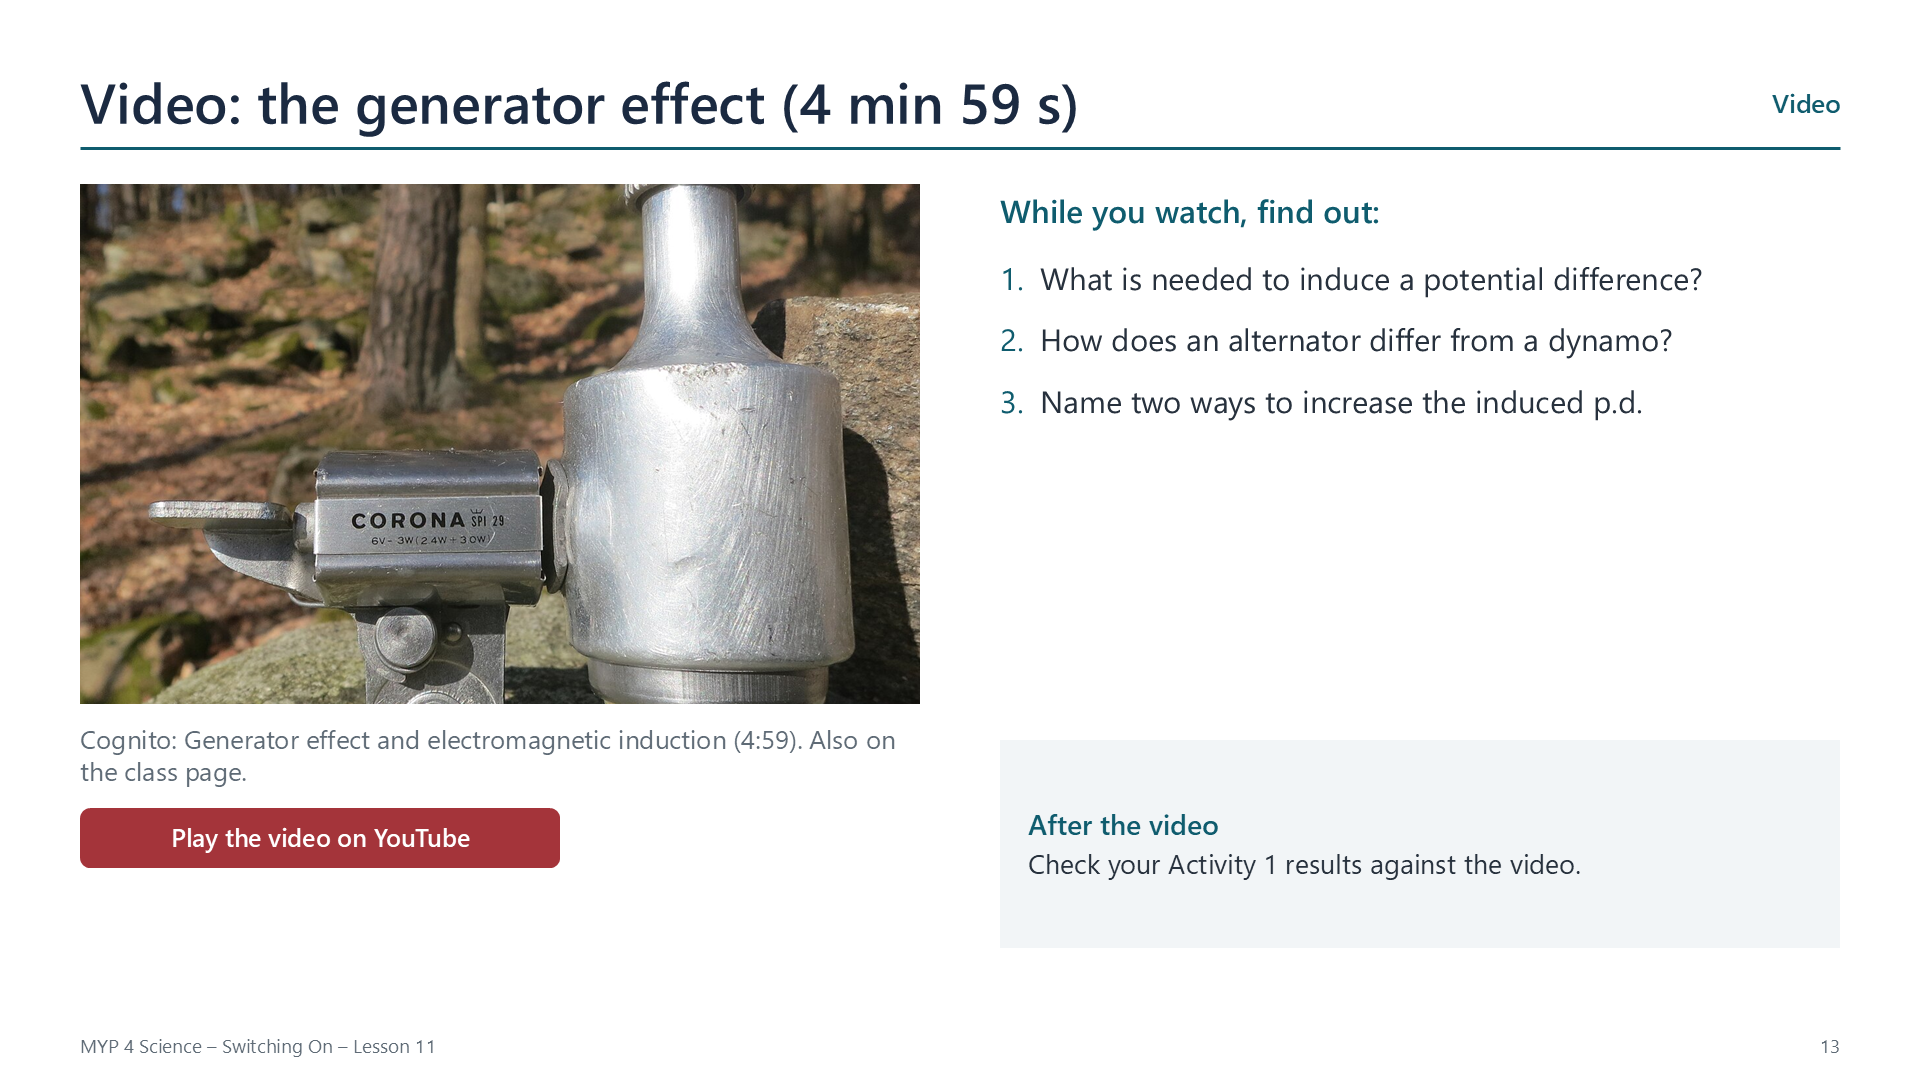 Video: the generator effect (4 min 59 s)
Video
CORONA SPI 29
6V- 3W(2.4W+3.0W)
Cognito: Generator effect and electromagnetic induction (4:59). Also on
the class page.
Play the video on YouTube
While you watch, find out:
1. What is needed to induce a potential difference?
2. How does an alternator differ from a dynamo?
3. Name two ways to increase the induced p.d.
After the video
Check your Activity 1 results against the video.
MYP 4 Science – Switching On – Lesson 11
13